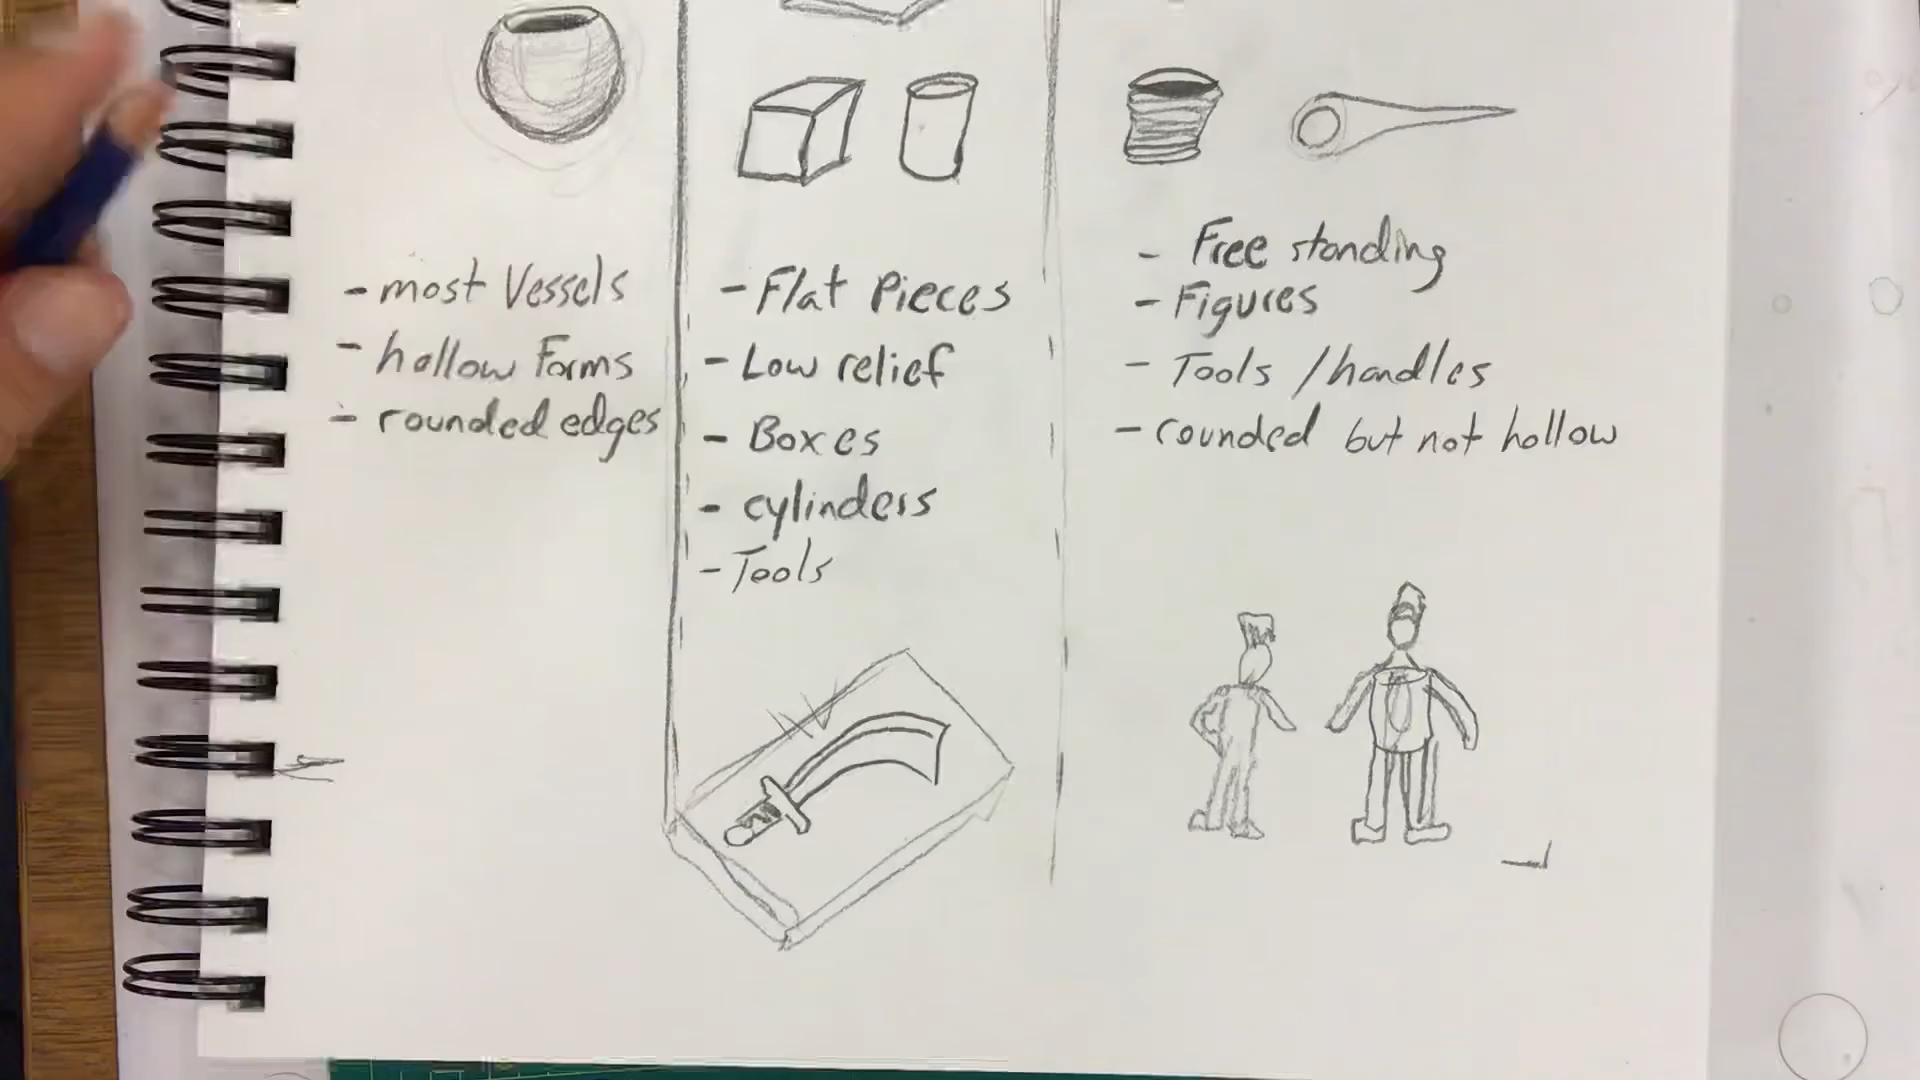 - most Vessels
- hollow Forms
- rounded edges
- Flat Pieces
- Low relief
- Boxes
- cylinders
- Tools
- Free standing
- Figures
- Tools / handles
- rounded but not hollow